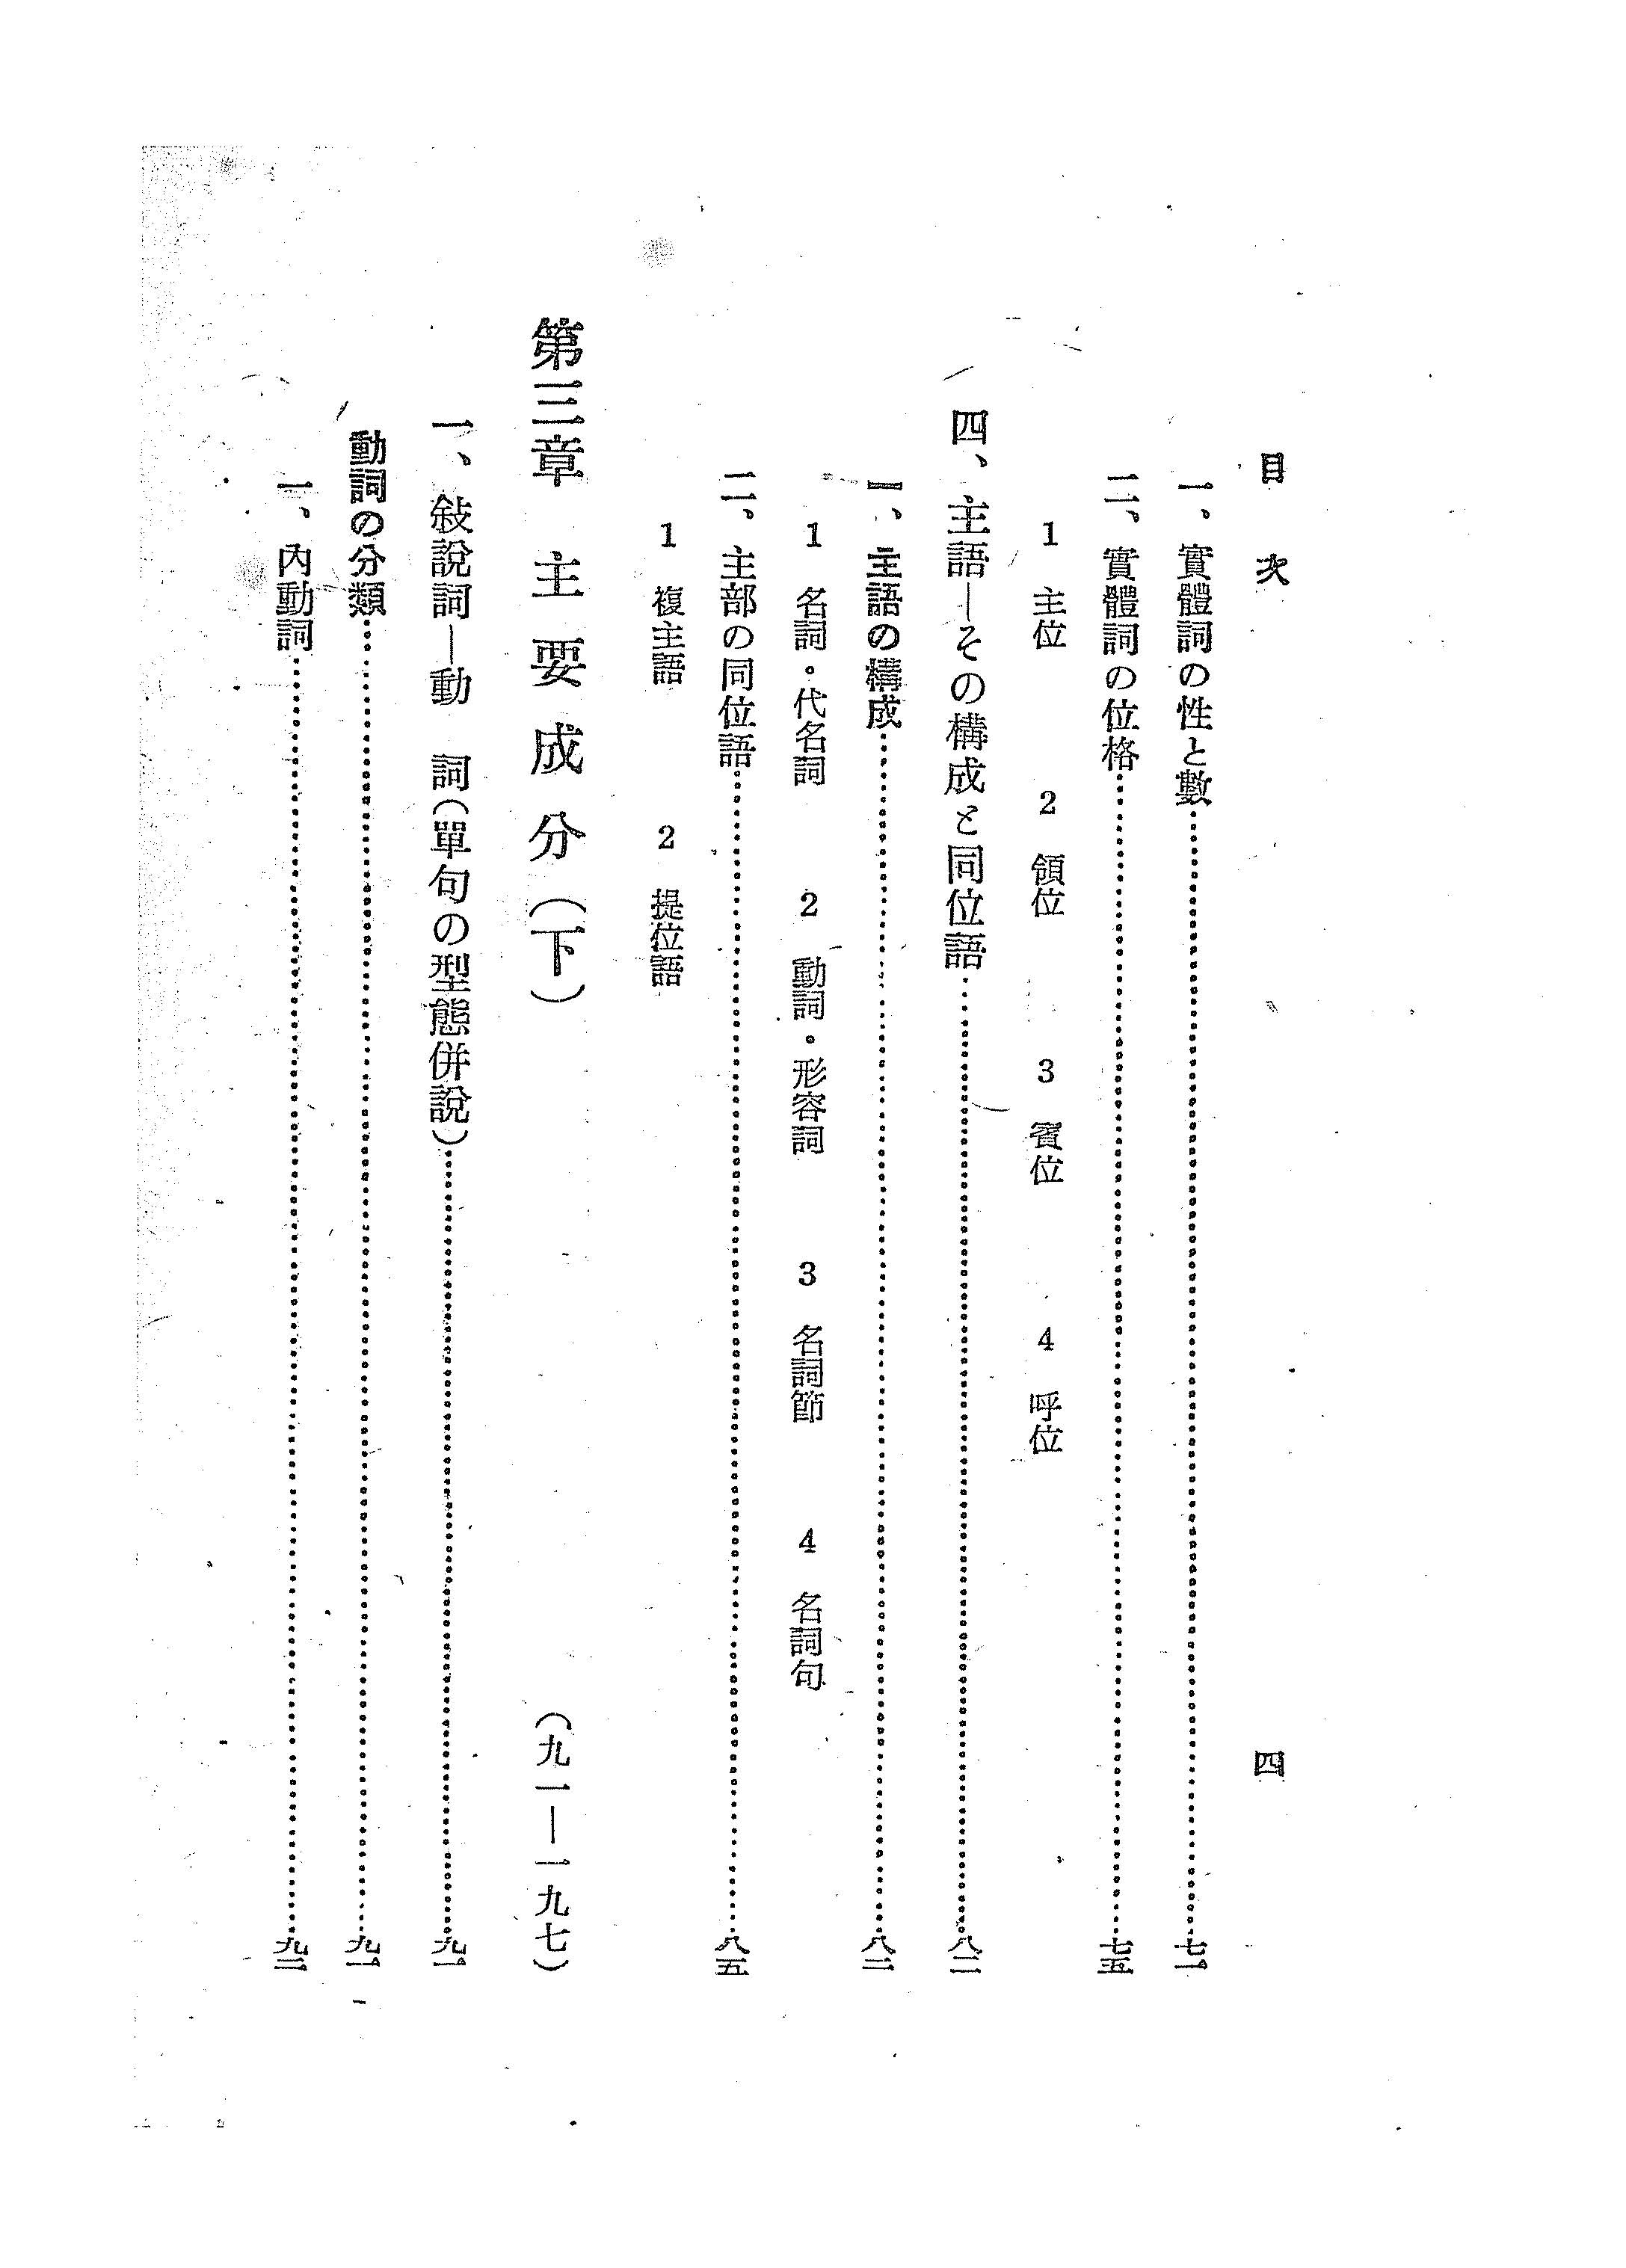 目次 四
一、實體詞の性と數……七一
二、實體詞の位格……七五
1 主位 2 領位 3 賓位 4 呼位
四、主語—その構成と同位語……八二
一、主語の構成……八二
1 名詞・代名詞 2 動詞・形容詞 3 名詞節 4 名詞句
二、主部の同位語……八五
1 複主語 2 提位語
第三章 主要成分(下) (九一—一九七)
一、敍說詞—動 詞(單句の型態併說)……九一
動詞の分類……九一
一、內動詞……九三